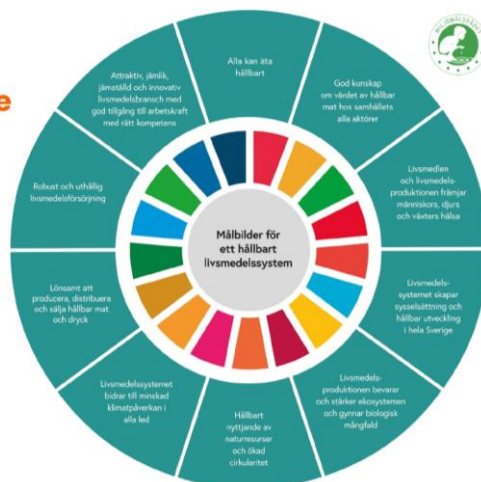 e
MILJÖMÅLSRÅDET
Alla kan äta
hållbart
God kunskap
om värdet av hållbar
mat hos samhällets
alla aktörer
Livsmedlen
och livsmedels-
produktionen främjar
människors, djurs
och växters hälsa
Livsmedels-
systemet skapar
sysselsättning och
hållbar utveckling
i hela Sverige
Livsmedels-
produktionen bevarar
och stärker ekosystemen
och gynnar biologisk
mångfald
Hållbart
nyttjande av
naturresurser
och ökad
cirkularitet
Livsmedelssystemet
bidrar till minskad
klimatpåverkan i
alla led
Lönsamt att
producera, distribuera
och sälja hållbar mat
och dryck
Robust och uthållig
livsmedelsförsörjning
Attraktiv, jämlik,
jämställd och innovativ
livsmedelsbransch med
god tillgång till arbetskraft
med rätt kompetens
Målbilder för
ett hållbart
livsmedelssystem